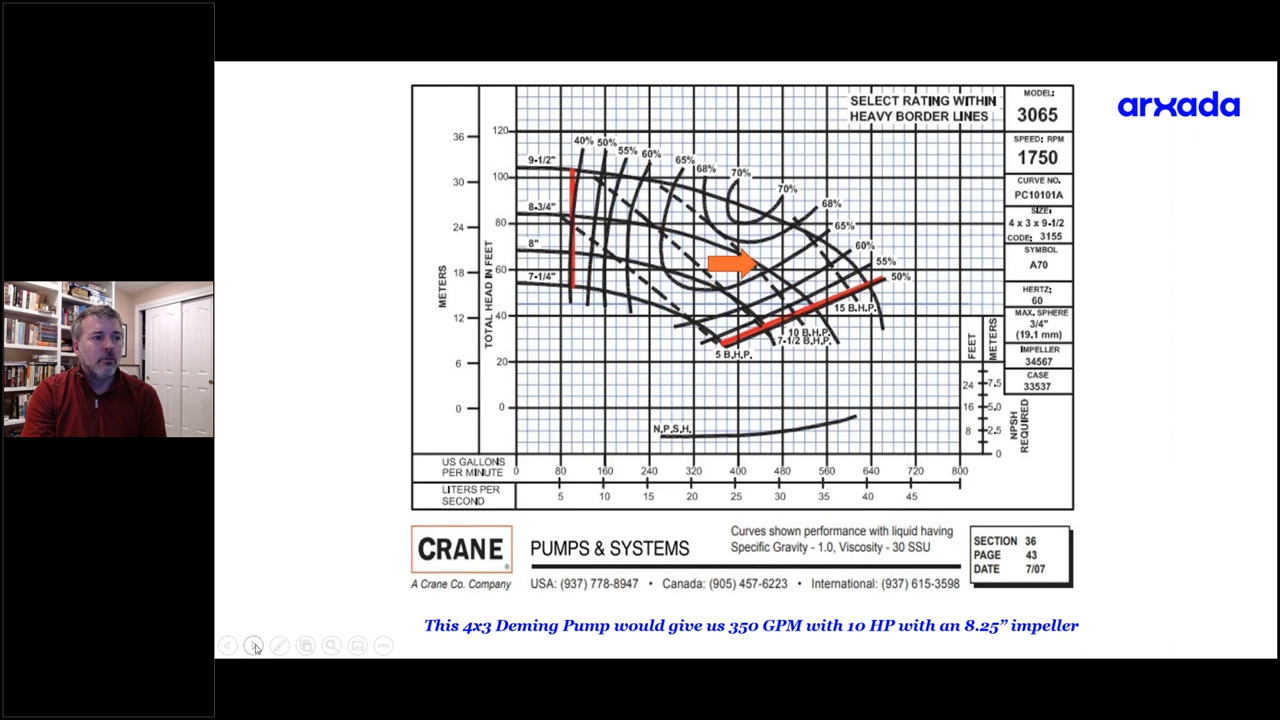 arxada
SELECT RATING WITHIN
HEAVY BORDER LINES
MODEL:
3065
SPEED: RPM
1750
CURVE NO.
PC10101A
SIZE:
4 x 3 x 9-1/2
CODE: 3155
SYMBOL
A70
HERTZ:
60
MAX. SPHERE
3/4"
(19.1 mm)
IMPELLER
34567
CASE
33537
METERS
36
30
24
18
12
6
0
TOTAL HEAD IN FEET
120
100
80
60
40
20
0
9-1/2"
8-3/4"
8"
7-1/4"
40% 50% 55% 60% 65% 68% 70% 70% 68% 65% 60% 55% 50%
15 B.H.P.
10 B.H.P.
7-1/2 B.H.P.
5 B.H.P.
N.P.S.H.
FEET
24
16
8
METERS
7.5
5.0
2.5
0
NPSH
REQUIRED
US GALLONS
PER MINUTE
0 80 160 240 320 400 480 560 640 720 800
LITERS PER
SECOND
5 10 15 20 25 30 35 40 45
CRANE®
A Crane Co. Company
PUMPS & SYSTEMS
Curves shown performance with liquid having
Specific Gravity - 1.0, Viscosity - 30 SSU
USA: (937) 778-8947 • Canada: (905) 457-6223 • International: (937) 615-3598
SECTION 36
PAGE 43
DATE 7/07
This 4x3 Deming Pump would give us 350 GPM with 10 HP with an 8.25" impeller